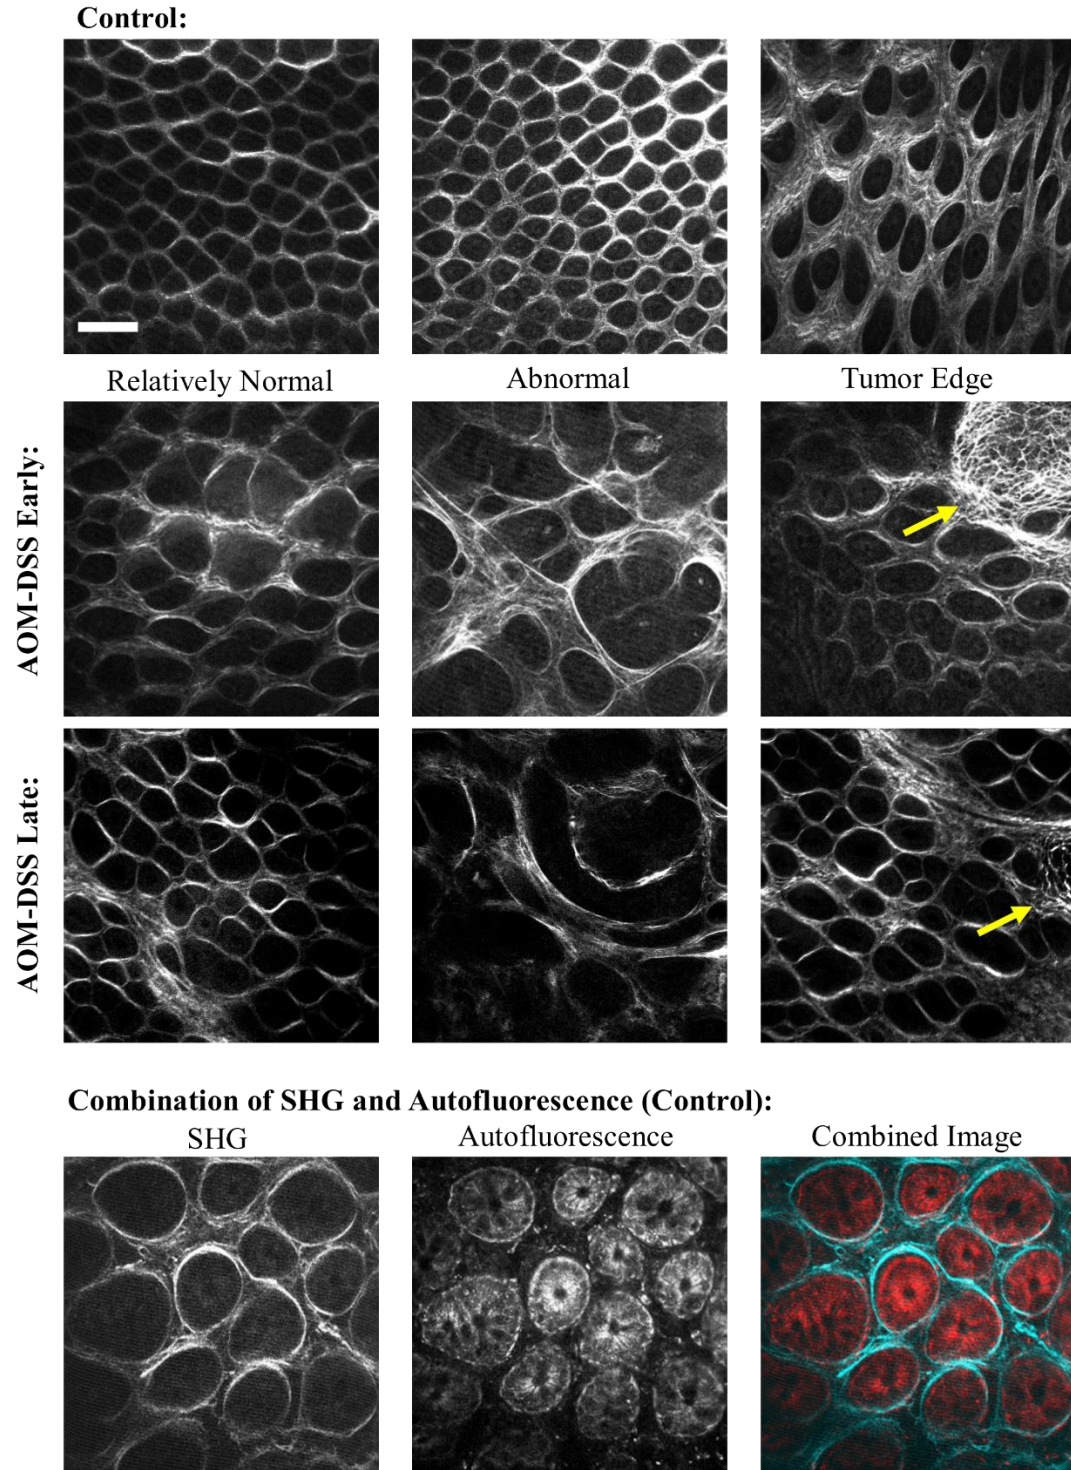 Control:
Relatively Normal
Abnormal
Tumor Edge
AOM-DSS Early:
AOM-DSS Late:
Combination of SHG and Autofluorescence (Control):
SHG
Autofluorescence
Combined Image